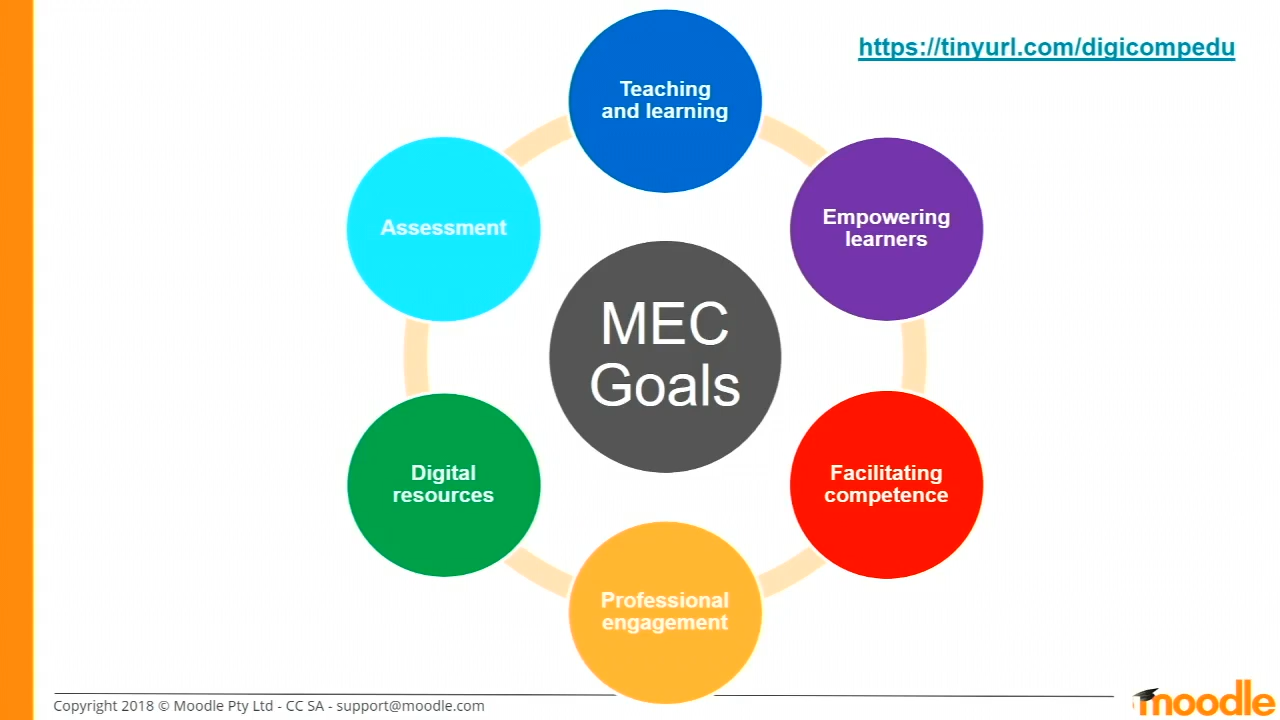 https://tinyurl.com/digicompedu
Teaching
and learning
Empowering
learners
Assessment
MEC
Goals
Digital
resources
Facilitating
competence
Professional
engagement
Copyright 2018 © Moodle Pty Ltd - CC SA - support@moodle.com
moodle